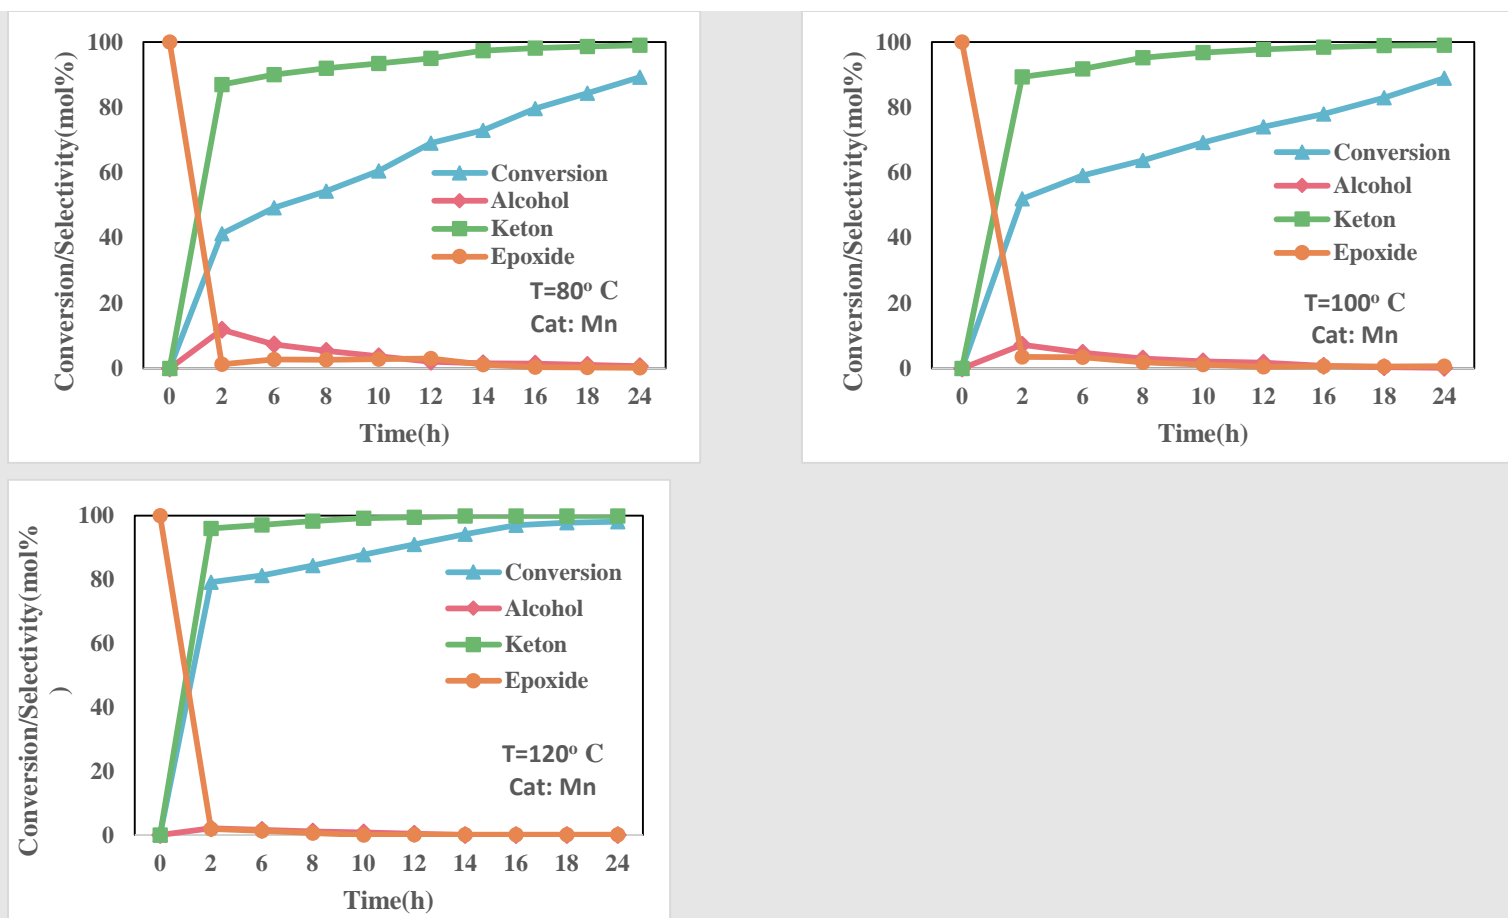 Conversion/Selectivity(mol%)
100
80
60
40
20
0
Conversion
Alcohol
Keton
Epoxide
T=80° C
Cat: Mn
0 2 6 8 10 12 14 16 18 24
Time(h)
Conversion/Selectivity(mol%)
100
80
60
40
20
0
Conversion
Alcohol
Keton
Epoxide
T=100° C
Cat: Mn
0 2 6 8 10 12 16 18 24
Time(h)
Conversion/Selectivity(mol%
)
100
80
60
40
20
0
Conversion
Alcohol
Keton
Epoxide
T=120° C
Cat: Mn
0 2 6 8 10 12 14 16 18 24
Time(h)